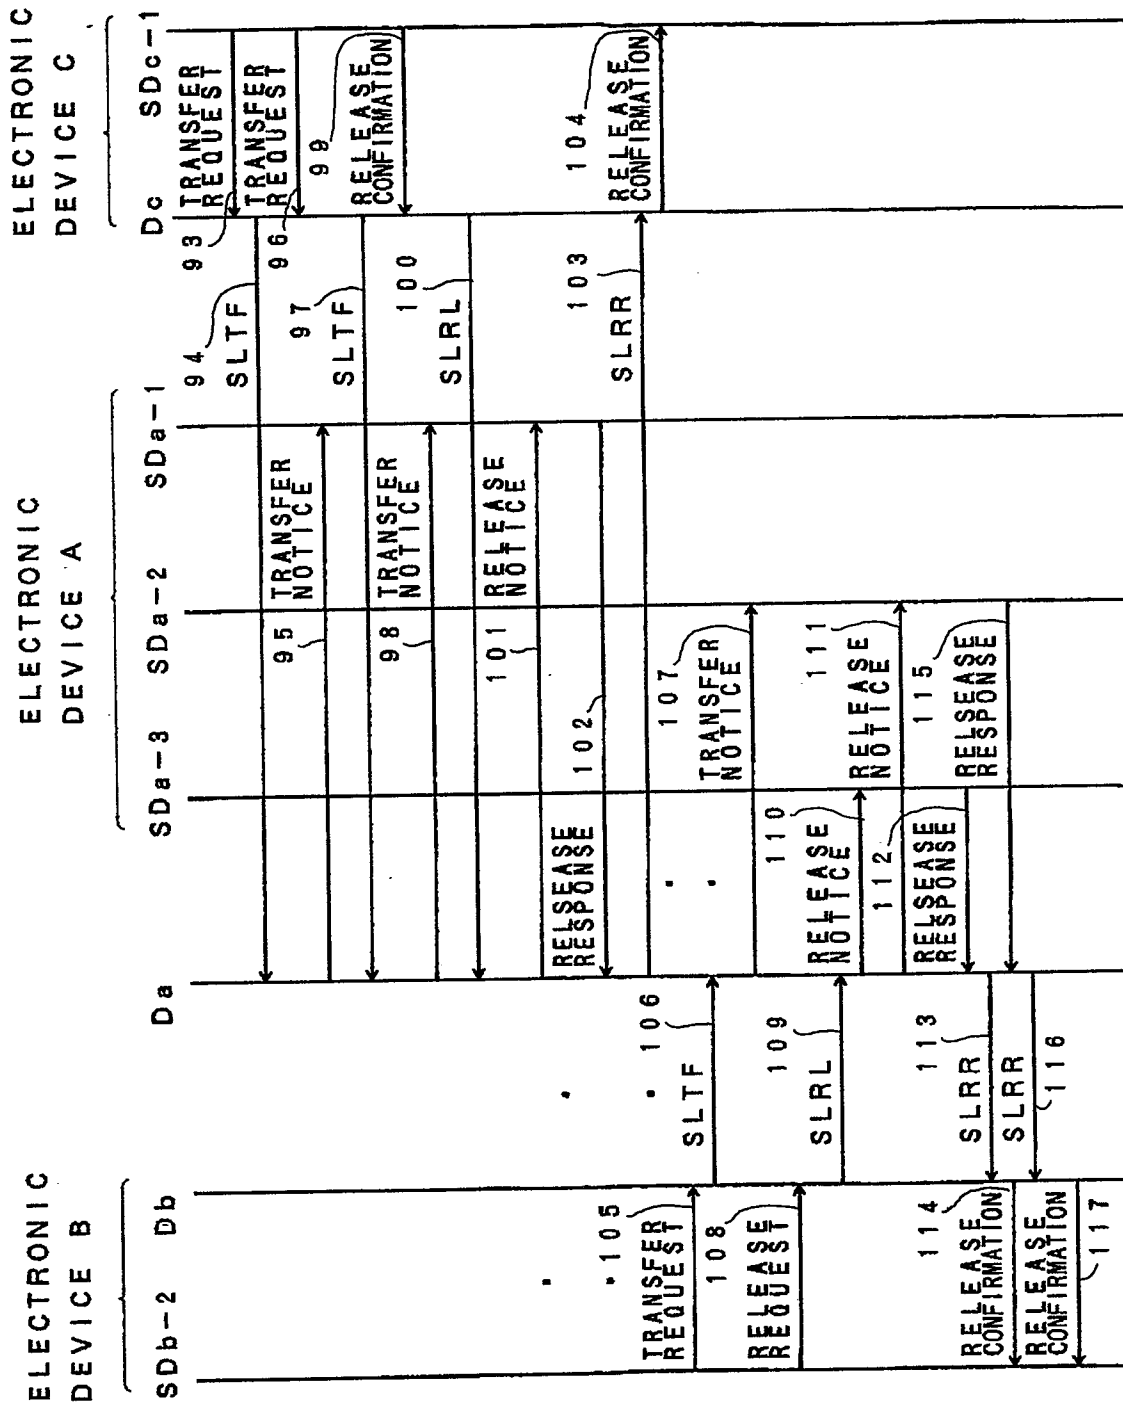 ELECTRONIC
DEVICE B
ELECTRONIC
DEVICE A
ELECTRONIC
DEVICE C
SDb-2
Db
Da
SDa-3
SDa-2
SDa-1
Dc
SDc-1
TRANSFER
REQUEST
93
94
SLTF
TRANSFER
REQUEST
96
95
TRANSFER
NOTICE
97
SLTF
99
RELEASE
CONFIRMATION
98
TRANSFER
NOTICE
100
SLRL
101
RELEASE
NOTICE
RELSEASE
RESPONSE
102
103
SLRR
104
RELEASE
CONFIRMATION
105
TRANSFER
REQUEST
106
SLTF
107
TRANSFER
NOTICE
108
RELEASE
REQUEST
109
SLRL
110
RELEASE
NOTICE
111
RELEASE
NOTICE
112
RELSEASE
RESPONSE
113
SLRR
114
RELEASE
CONFIRMATION
115
RELSEASE
RESPONSE
SLRR
116
RELEASE
CONFIRMATION
117